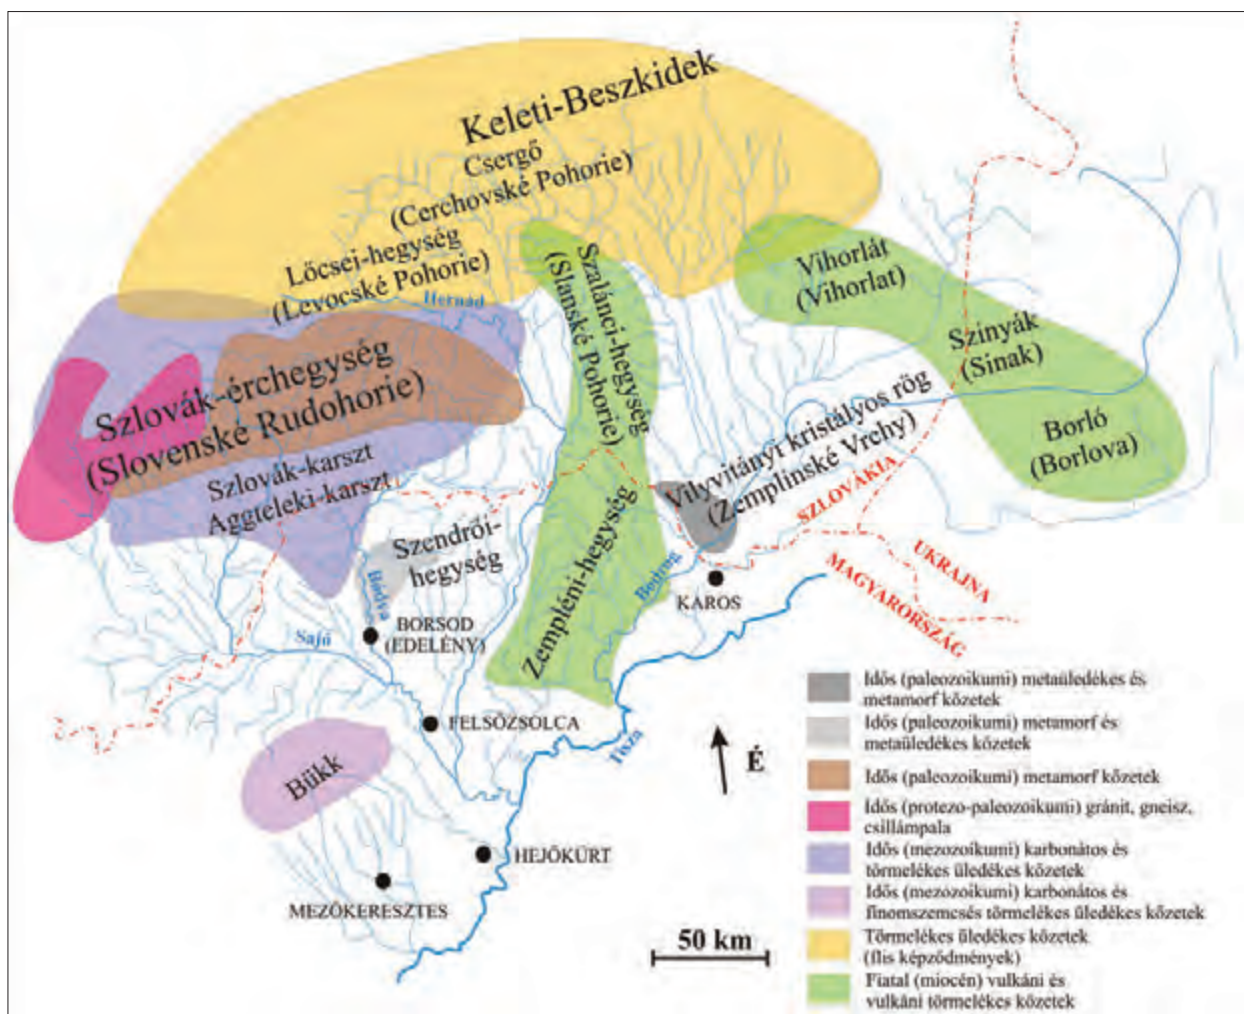 Keleti-Beszkidek
Csergő
(Cerchovské Pohorie)
Lőcsei-hegység
(Levocské Pohorie)
Hernád
Szalánci-hegység
(Slanské Pohorie)
Vihorlát
(Vihorlat)
Szinyák
(Sinak)
Borló
(Borlova)
Szlovák-érchegység
(Slovenské Rudohorie)
Szlovák-karszt
Aggteleki-karszt
Vilyvitányi kristályos rög
(Zemplinské Vrchy)
SZLOVÁKIA
UKRAJNA
MAGYARORSZÁG
Szendrői-
hegység
Bódva
Zempléni-hegység
Bodrog
KAROS
BORSOD
(EDELÉNY)
Sajó
FELSŐZSOLCA
Tisza
Bükk
HEJŐKÜRT
MEZŐKERESZTES
É
50 km
Idős (paleozoikumi) metaüledékes és
metamorf kőzetek
Idős (paleozoikumi) metamorf és
metaüledékes kőzetek
Idős (paleozoikumi) metamorf kőzetek
Idős (protezo-paleozoikumi) gránit, gneisz,
csillámpala
Idős (mezozoikumi) karbonátos és
törmelékes üledékes kőzetek
Idős (mezozoikumi) karbonátos és
finomszemcsés törmelékes üledékes kőzetek
Törmelékes üledékes kőzetek
(flis képződmények)
Fiatal (miocén) vulkáni és
vulkáni törmelékes kőzetek